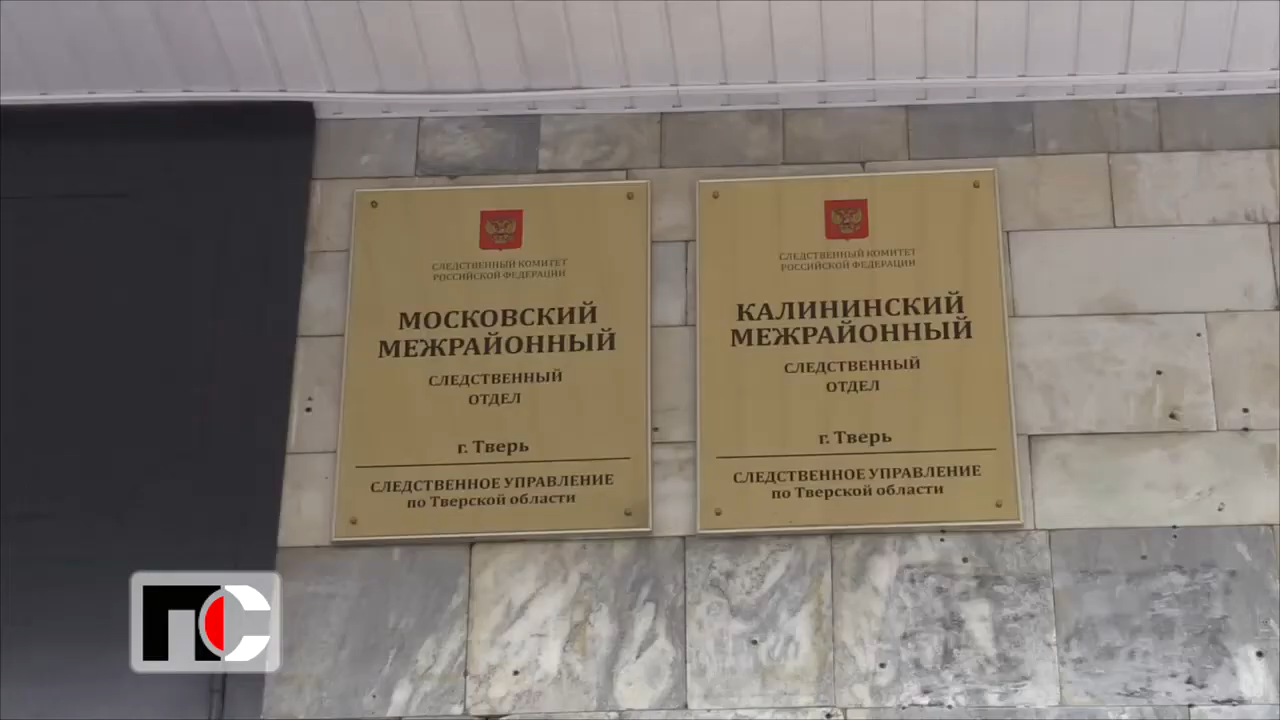 СЛЕДСТВЕННЫЙ КОМИТЕТ
РОССИЙСКОЙ ФЕДЕРАЦИИ
МОСКОВСКИЙ
МЕЖРАЙОННЫЙ
СЛЕДСТВЕННЫЙ
ОТДЕЛ
г. Тверь
СЛЕДСТВЕННОЕ УПРАВЛЕНИЕ
по Тверской области
СЛЕДСТВЕННЫЙ КОМИТЕТ
РОССИЙСКОЙ ФЕДЕРАЦИИ
КАЛИНИНСКИЙ
МЕЖРАЙОННЫЙ
СЛЕДСТВЕННЫЙ
ОТДЕЛ
г. Тверь
СЛЕДСТВЕННОЕ УПРАВЛЕНИЕ
по Тверской области
ПС